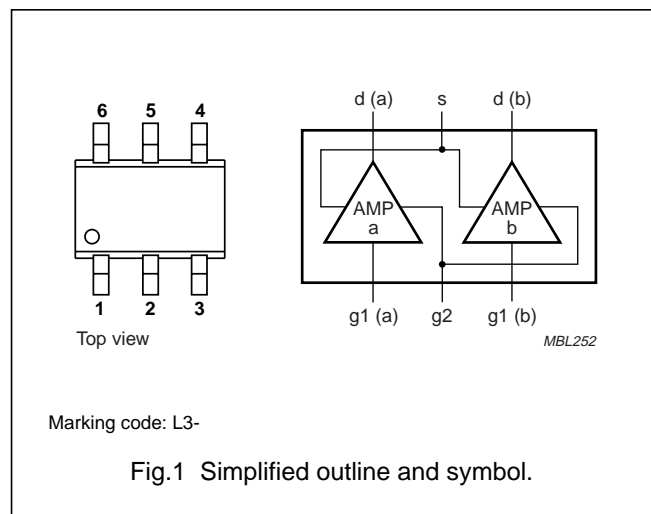 6 5 4
1 2 3
Top view
d (a) s d (b)
AMP a
AMP b
g1 (a) g2 g1 (b)
MBL252
Marking code: L3-
Fig.1 Simplified outline and symbol.